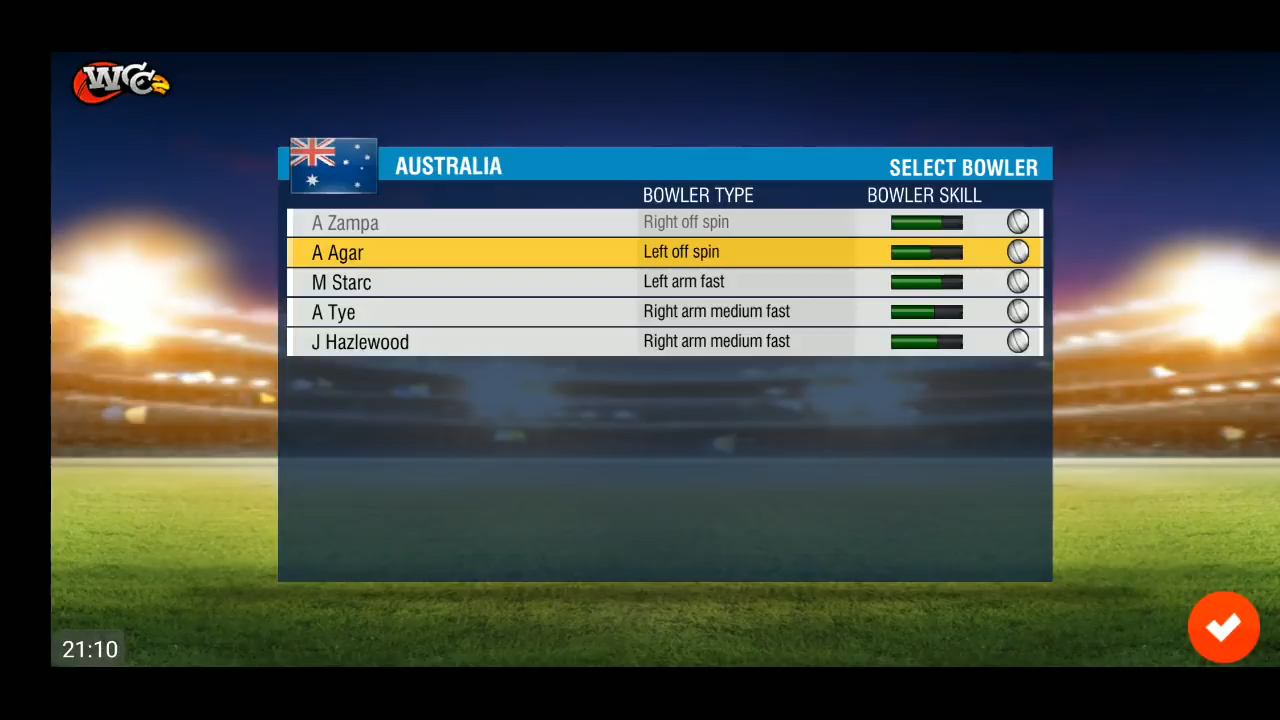 WCC
AUSTRALIA SELECT BOWLER
BOWLER TYPE BOWLER SKILL
A Zampa Right off spin
A Agar Left off spin
M Starc Left arm fast
A Tye Right arm medium fast
J Hazlewood Right arm medium fast
21:10